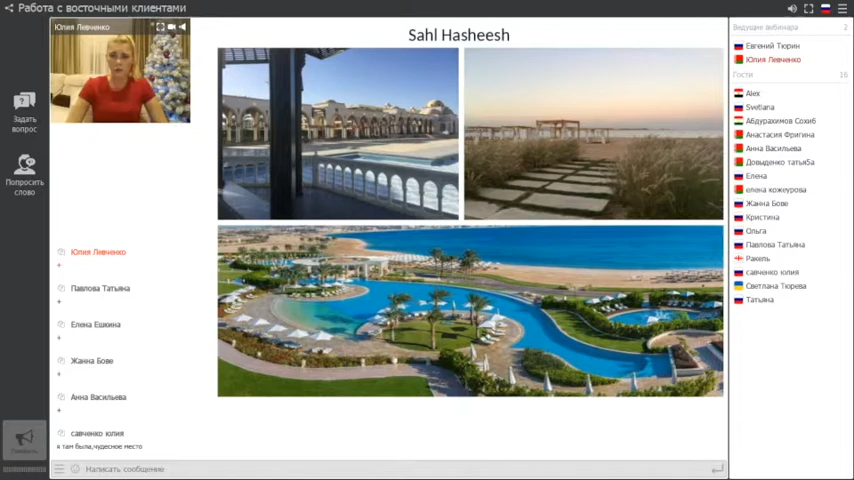 Работа с восточными клиентами
Юлия Левченко
Задать
вопрос
Попросить
слово
Sahl Hasheesh
Юлия Левченко
+
Павлова Татьяна
+
Елена Ешкина
+
Жанна Бове
+
Анна Васильева
+
савченко юлия
я там была,чудесное место
Написать сообщение
Ведущие вебинара 2
Евгений Тюрин
Юлия Левченко
Гости 16
Alex
Svetlana
Абдурахимов Сохиб
Анастасия Фригина
Анна Васильева
Довыденко татьяба
Елена
елена кожеурова
Жанна Бове
Кристина
Ольга
Павлова Татьяна
Ракель
савченко юлия
Светлана Тюрева
Татьяна